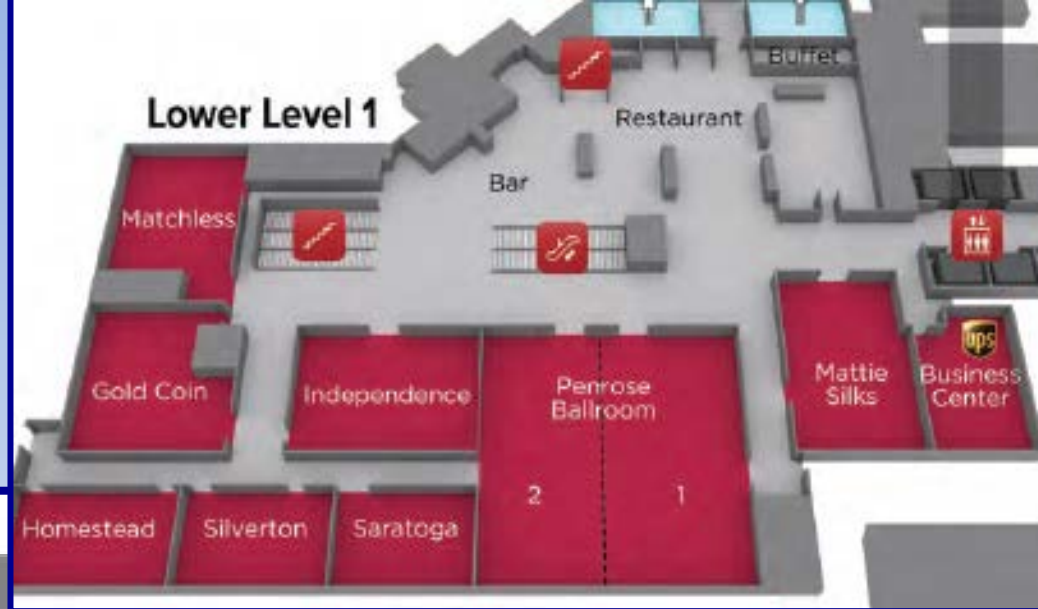 Buffet
Lower Level 1
Restaurant
Bar
Matchless
ups
Gold Coin
Independence
Penrose
Ballroom
Mattie
Silks
Business
Center
2
1
Homestead
Silverton
Saratoga